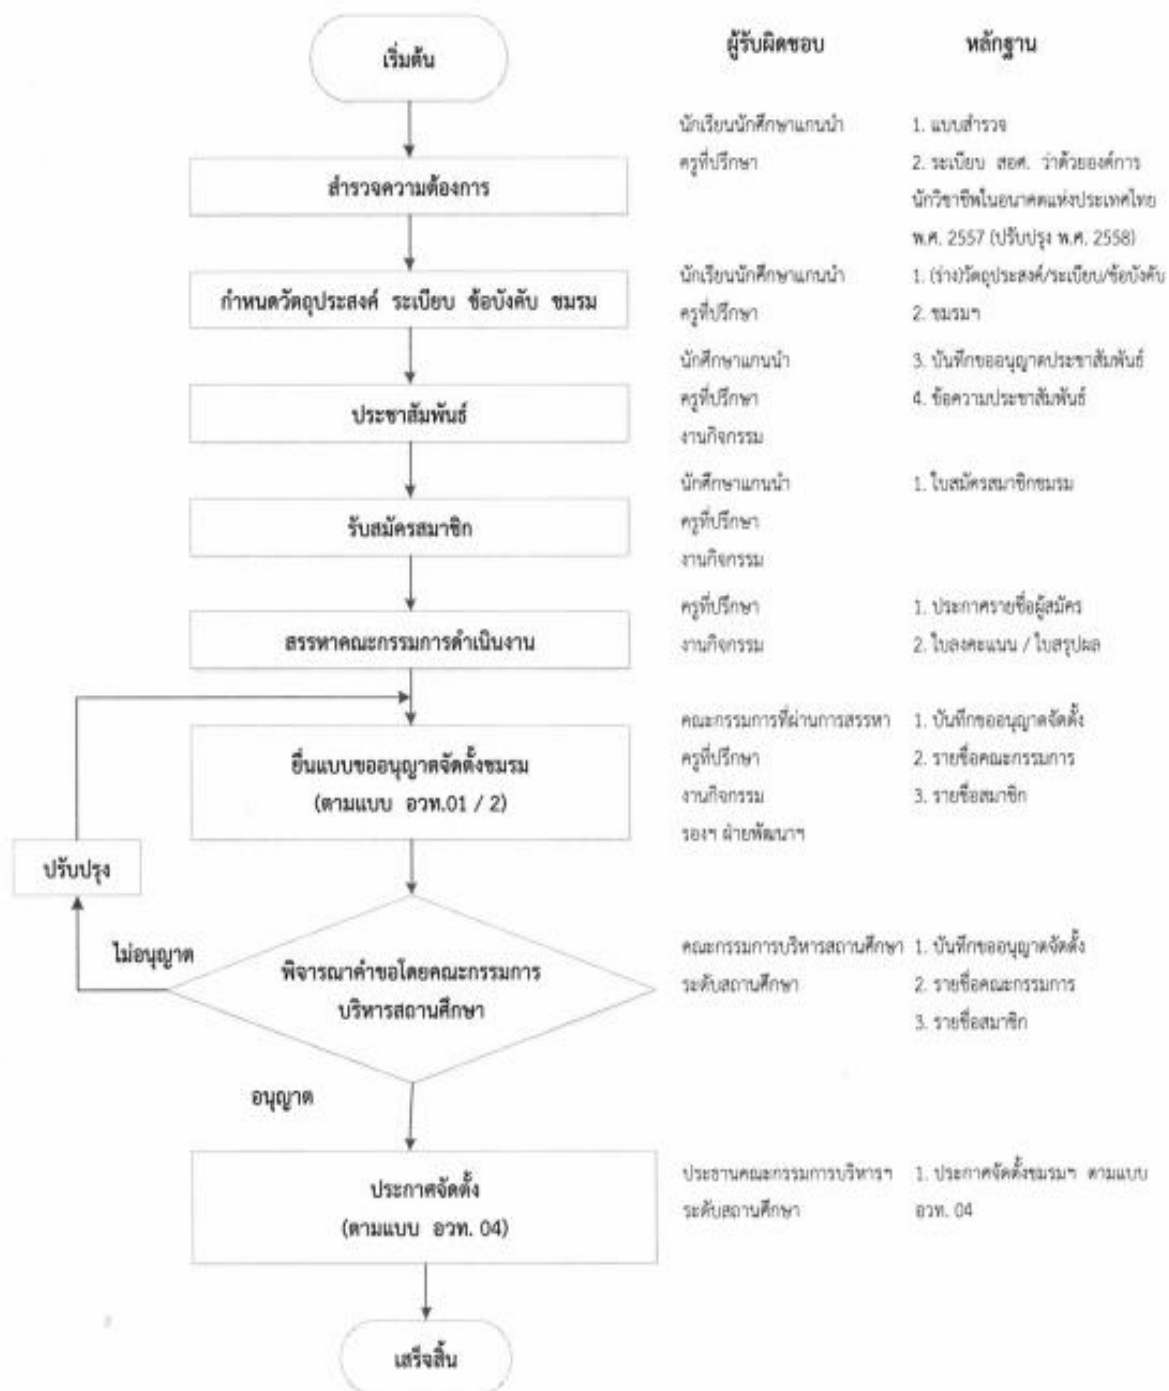 เริ่มต้น
ผู้รับผิดชอบ
หลักฐาน
สำรวจความต้องการ
นักเรียนนักศึกษาแกนนำ
ครูที่ปรึกษา
1. แบบสำรวจ
2. ระเบียบ สอศ. ว่าด้วยองค์การ
นักวิชาชีพในอนาคตแห่งประเทศไทย
พ.ศ. 2557 (ปรับปรุง พ.ศ. 2558)
กำหนดวัตถุประสงค์ ระเบียบ ข้อบังคับ ชมรม
นักเรียนนักศึกษาแกนนำ
ครูที่ปรึกษา
1. (ร่าง)วัตถุประสงค์/ระเบียบ/ข้อบังคับ
2. ชมรมฯ
ประชาสัมพันธ์
นักศึกษาแกนนำ
ครูที่ปรึกษา
งานกิจกรรม
3. บันทึกขออนุญาตประชาสัมพันธ์
4. ข้อความประชาสัมพันธ์
รับสมัครสมาชิก
นักศึกษาแกนนำ
ครูที่ปรึกษา
งานกิจกรรม
1. ใบสมัครสมาชิกชมรม
สรรหาคณะกรรมการดำเนินงาน
ครูที่ปรึกษา
งานกิจกรรม
1. ประกาศรายชื่อผู้สมัคร
2. ใบลงคะแนน / ใบสรุปผล
ยื่นแบบขออนุญาตจัดตั้งชมรม
(ตามแบบ อวท.01 / 2)
คณะกรรมการที่ผ่านการสรรหา
ครูที่ปรึกษา
งานกิจกรรม
รองฯ ฝ่ายพัฒนาฯ
1. บันทึกขออนุญาตจัดตั้ง
2. รายชื่อคณะกรรมการ
3. รายชื่อสมาชิก
ปรับปรุง
ไม่อนุญาต
พิจารณาคำขอโดยคณะกรรมการ
บริหารสถานศึกษา
คณะกรรมการบริหารสถานศึกษา
ระดับสถานศึกษา
1. บันทึกขออนุญาตจัดตั้ง
2. รายชื่อคณะกรรมการ
3. รายชื่อสมาชิก
อนุญาต
ประกาศจัดตั้ง
(ตามแบบ อวท. 04)
ประธานคณะกรรมการบริหารฯ
ระดับสถานศึกษา
1. ประกาศจัดตั้งชมรมฯ ตามแบบ
อวท. 04
เสร็จสิ้น